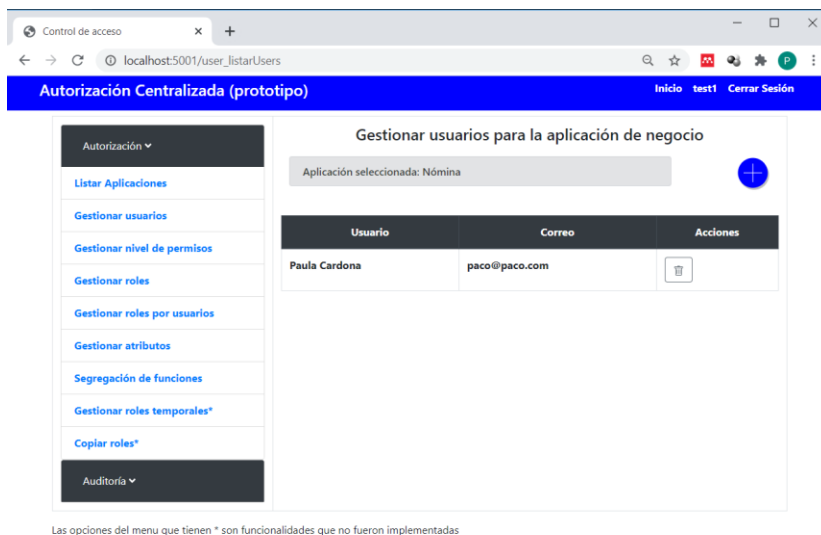 Control de acceso
localhost:5001/user_listarUsers
P
Autorización Centralizada (prototipo)
Inicio test1 Cerrar Sesión
Autorización
Listar Aplicaciones
Gestionar usuarios
Gestionar nivel de permisos
Gestionar roles
Gestionar roles por usuarios
Gestionar atributos
Segregación de funciones
Gestionar roles temporales*
Copiar roles*
Auditoría
Gestionar usuarios para la aplicación de negocio
Aplicación seleccionada: Nómina
Usuario Correo Acciones
Paula Cardona paco@paco.com
Las opciones del menu que tienen * son funcionalidades que no fueron implementadas